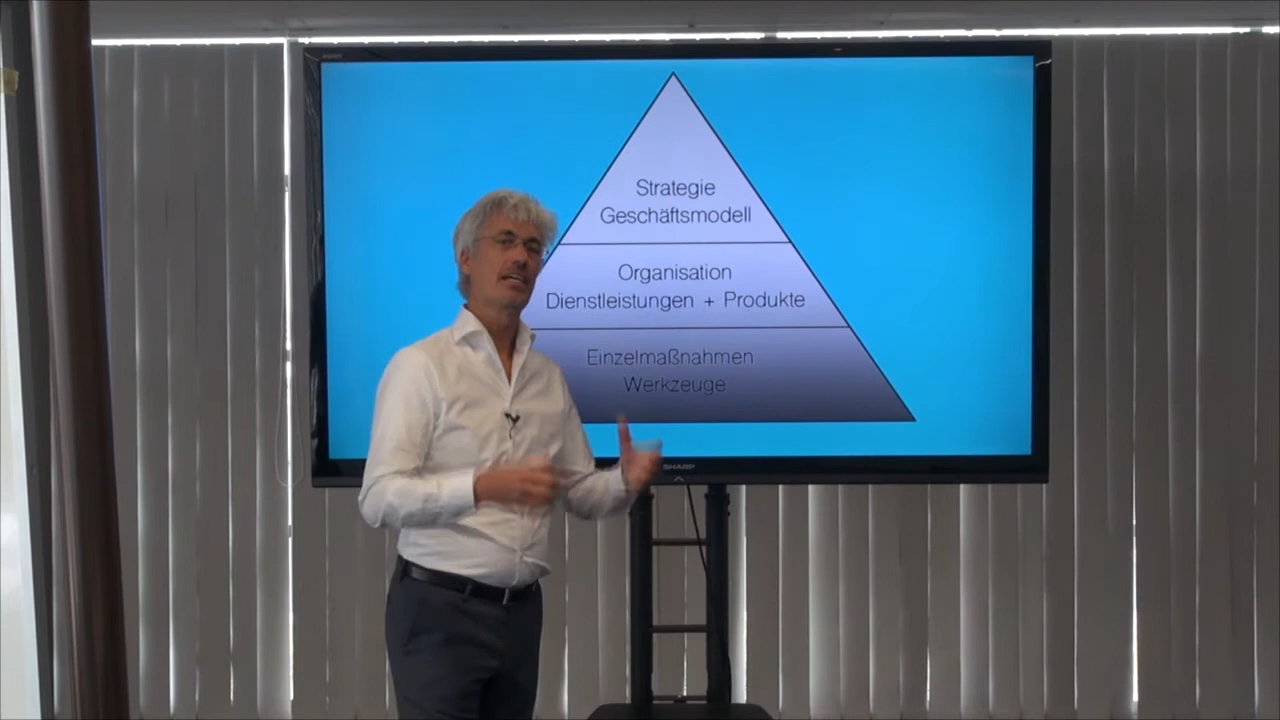 Strategie
Geschäftsmodell
Organisation
Dienstleistungen + Produkte
Einzelmaßnahmen
Werkzeuge
SHARP